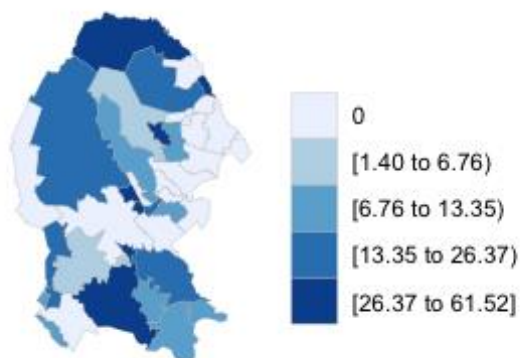 0
[1.40 to 6.76)
[6.76 to 13.35)
[13.35 to 26.37)
[26.37 to 61.52]